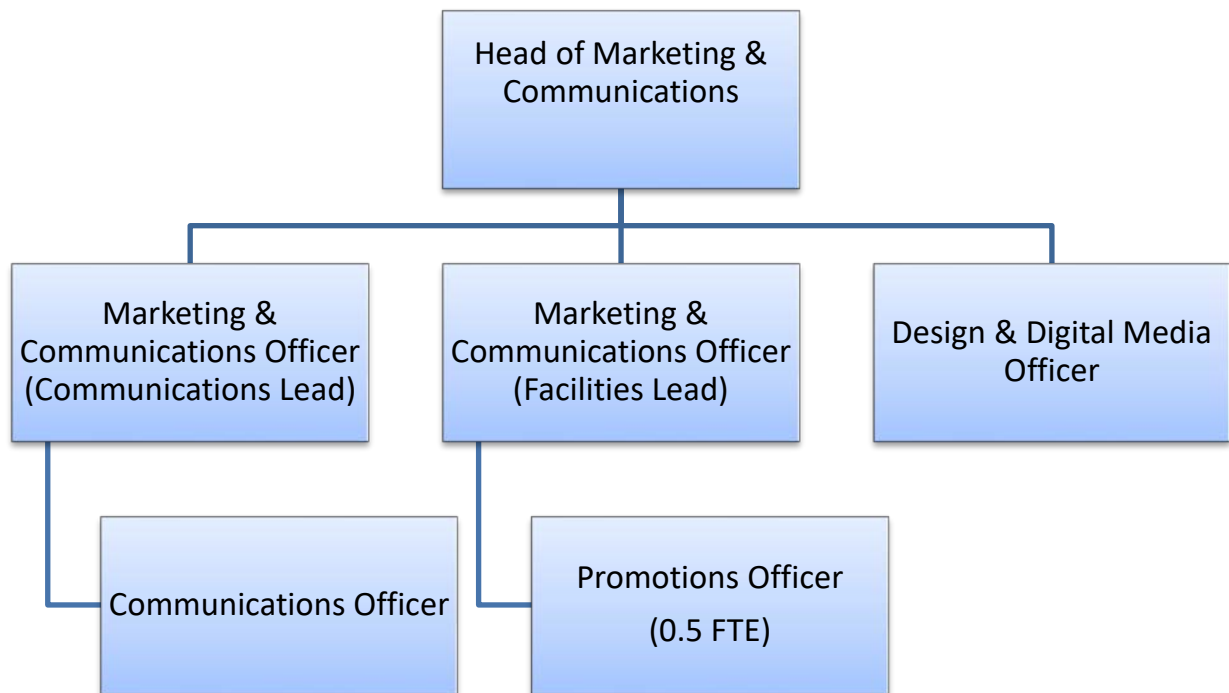 Head of Marketing &
Communications
Marketing &
Communications Officer
(Communications Lead)
Marketing &
Communications Officer
(Facilities Lead)
Design & Digital Media
Officer
Communications Officer
Promotions Officer
(0.5 FTE)